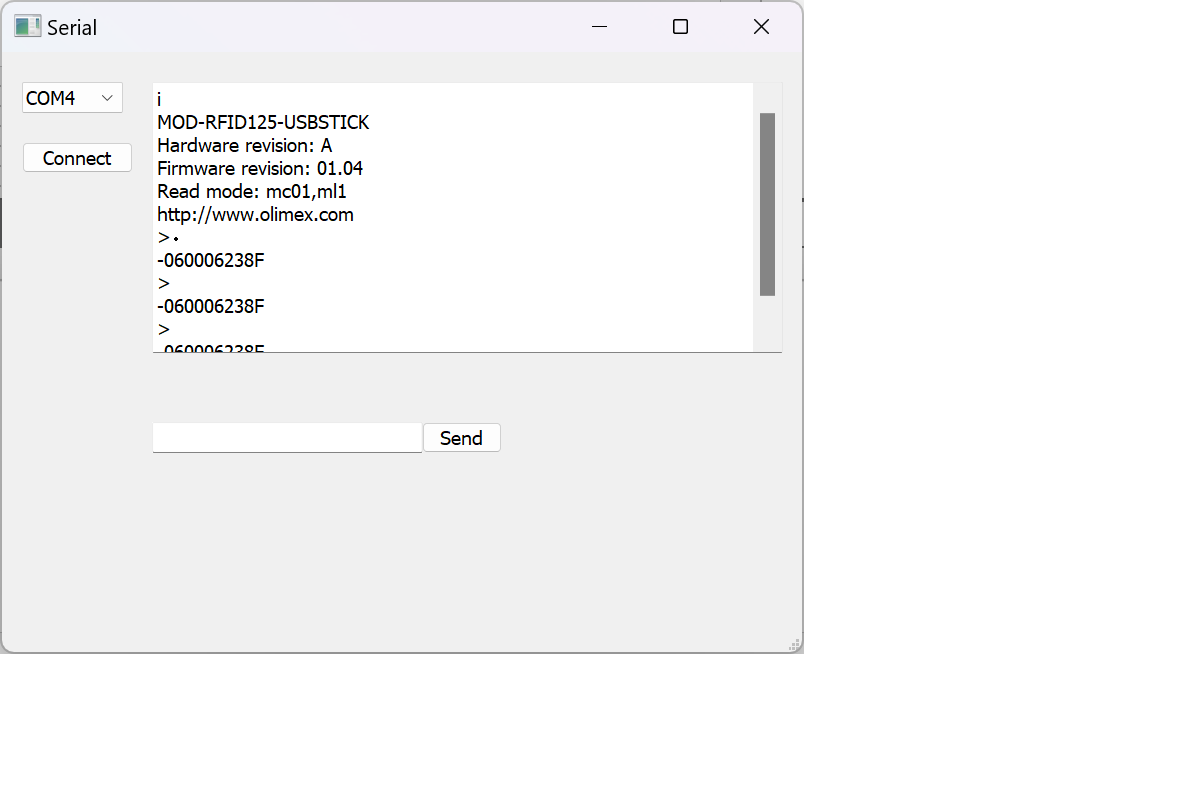 Serial
COM4
Connect
i
MOD-RFID125-USBSTICK
Hardware revision: A
Firmware revision: 01.04
Read mode: mc01,ml1
http://www.olimex.com
>
-060006238F
>
-060006238F
>
-060006238F
Send